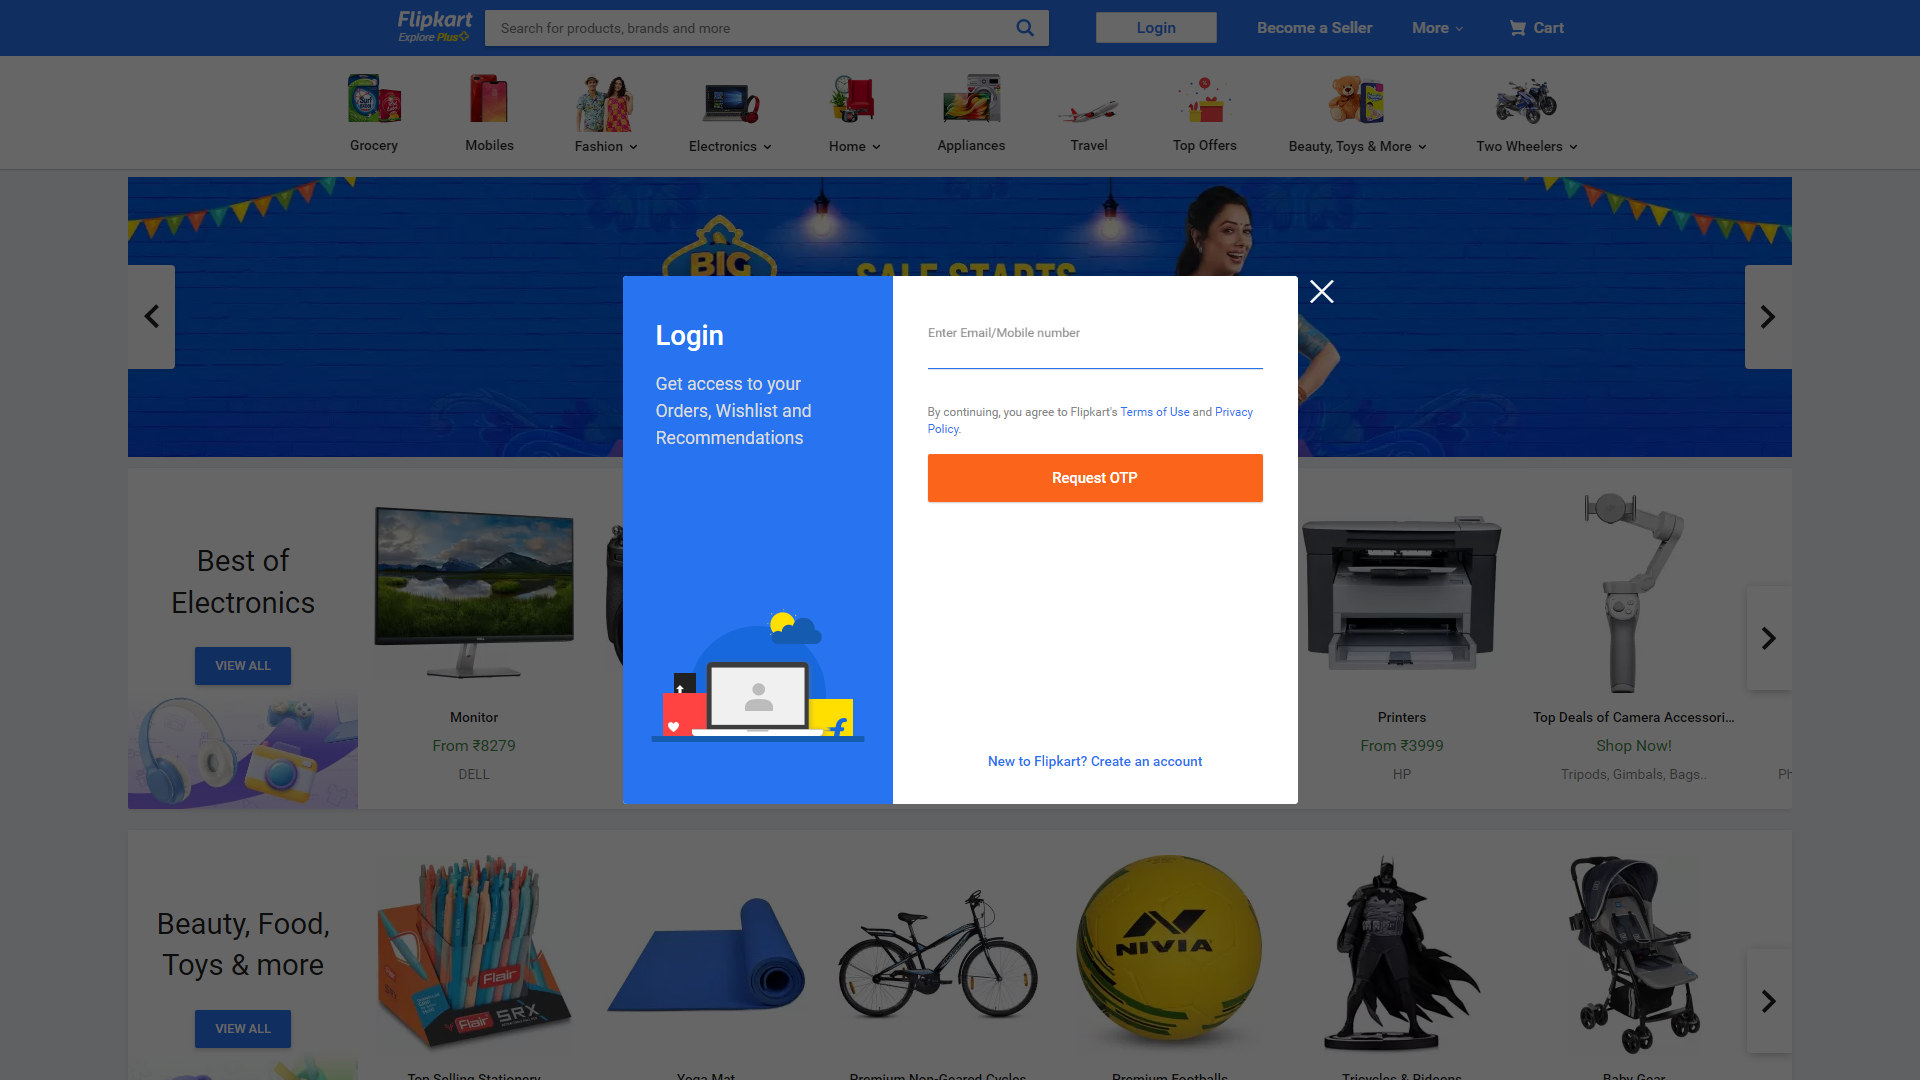 Flipkart
Explore Plus
Search for products, brands and more
Login
Become a Seller
More
Cart
Grocery
Mobiles
Fashion
Electronics
Home
Appliances
Travel
Top Offers
Beauty, Toys & More
Two Wheelers
BIG
SALE STARTS
Login
Get access to your
Orders, Wishlist and
Recommendations
Enter Email/Mobile number
By continuing, you agree to Flipkart's Terms of Use and Privacy
Policy.
Request OTP
New to Flipkart? Create an account
Best of
Electronics
VIEW ALL
Monitor
From ₹8279
DELL
Printers
From ₹3999
HP
Top Deals of Camera Accessori...
Shop Now!
Tripods, Gimbals, Bags..
Ph
Beauty, Food,
Toys & more
VIEW ALL
Flair
Flair SRX
NIVIA
Top Selling Stationery
Yoga Mat
Premium Non-Geared Cycles
Premium Footballs
Tricycles & Rideons
Baby Gear